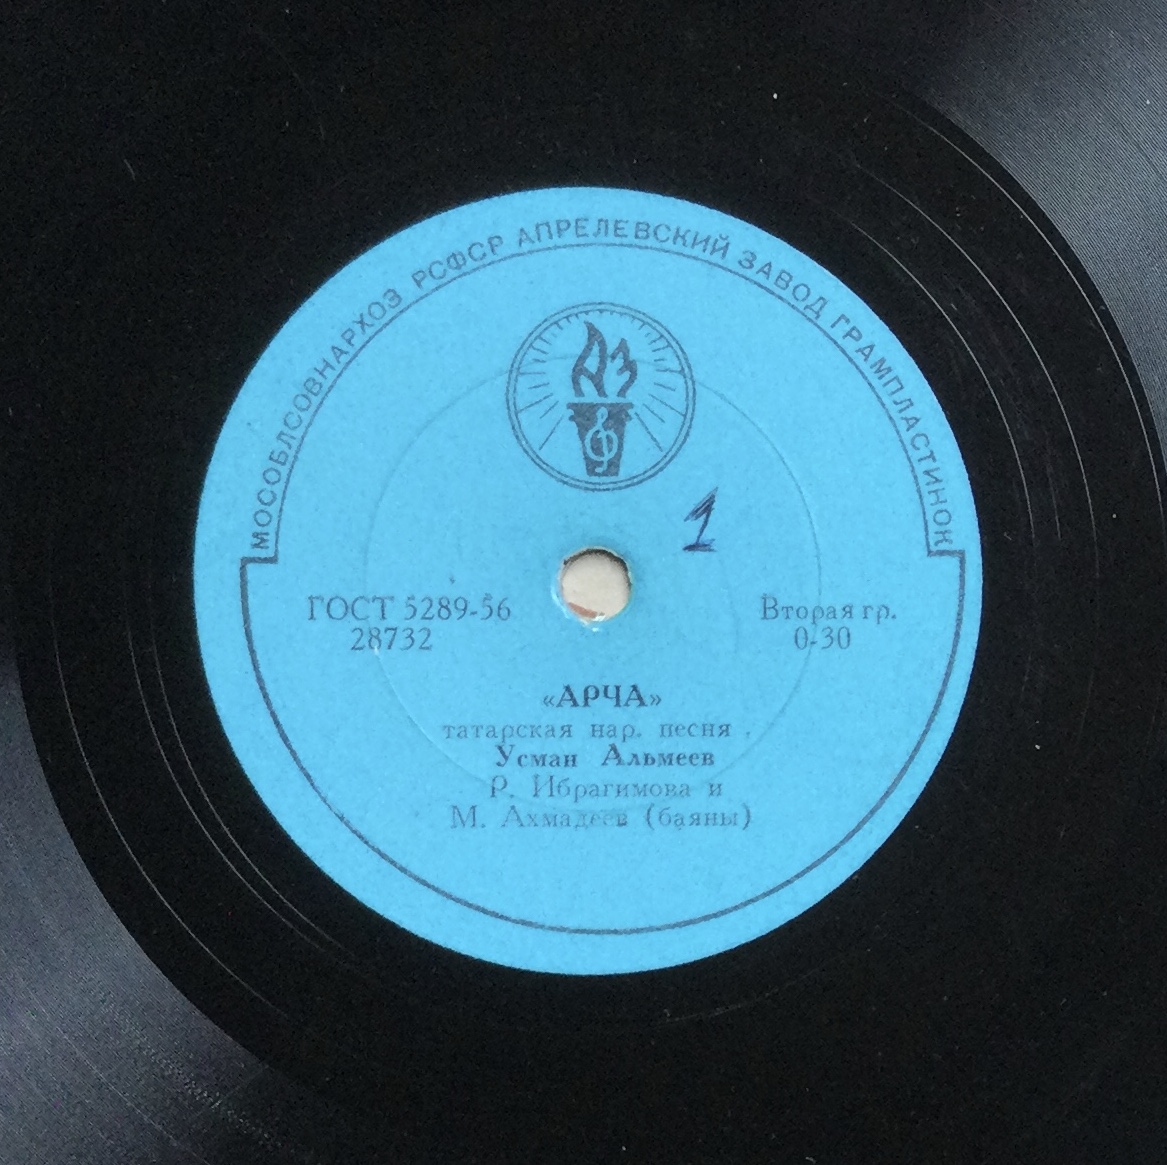 МОСОБЛСОВНАРХОЗ РСФСР АПРЕЛЕВСКИЙ ЗАВОД ГРАМПЛАСТИНОК
АЗ
1
ГОСТ 5289-56
28732
Вторая гр.
0-30
«АРЧА»
татарская нар. песня
Усман Альмеев
Р. Ибрагимова и
М. Ахмадеев (баяны)